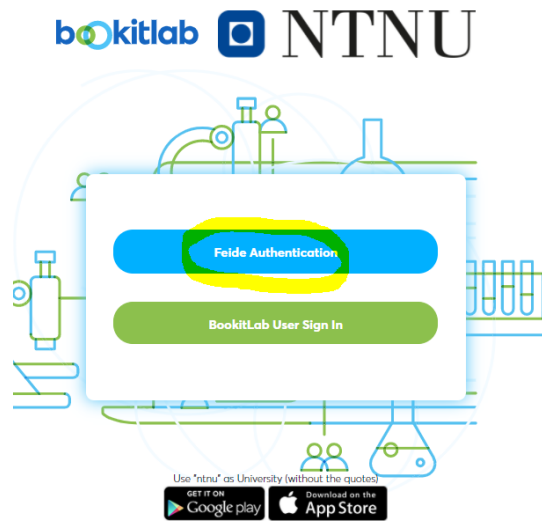 bookitlab NTNU
Feide Authentication
BookitLab User Sign In
Use "ntnu" as University (without the quotes)
GET IT ON
Google play
Download on the
App Store